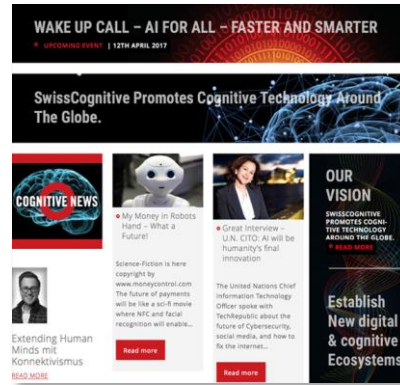 WAKE UP CALL – AI FOR ALL – FASTER AND SMARTER
UPCOMING EVENT | 12TH APRIL 2017
SwissCognitive Promotes Cognitive Technology Around
The Globe.
COGNITIVE NEWS
Extending Human
Minds mit
Konnektivismus
READ MORE
My Money in Robots
Hand – What a
Future!
Science-Fiction is here
copyright by
www.moneycontrol.com
The future of payments
will be like a sci-fi movie
where NFC and facial
recognition will enable...
Read more
Great Interview –
U.N. CITO: AI will be
humanity's final
innovation
The United Nations Chief
Information Technology
Officer spoke with
TechRepublic about the
future of Cybersecurity,
social media, and how to
fix the internet...
Read more
OUR
VISION
SWISSCOGNITIVE
PROMOTES COGNI-
TIVE TECHNOLOGY
AROUND THE GLOBE.
READ MORE
Establish
New digital
& cognitive
Ecosystems